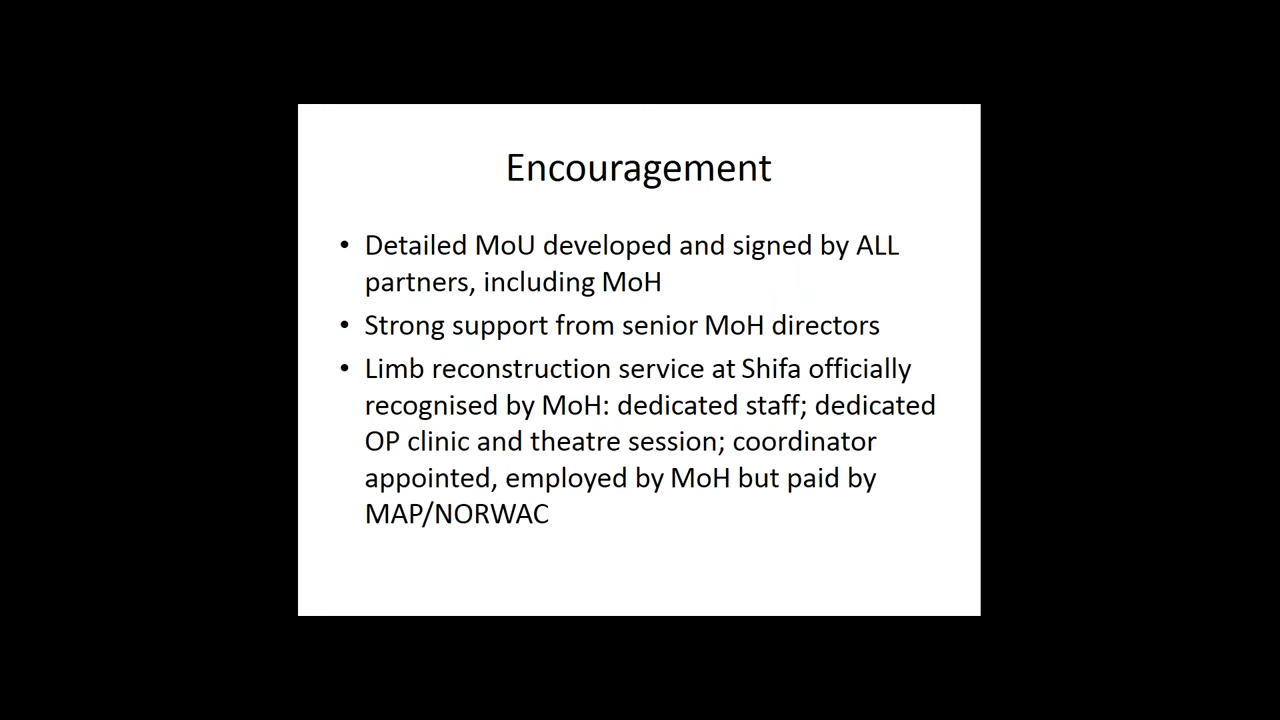 Encouragement
• Detailed MoU developed and signed by ALL
partners, including MoH
• Strong support from senior MoH directors
• Limb reconstruction service at Shifa officially
recognised by MoH: dedicated staff; dedicated
OP clinic and theatre session; coordinator
appointed, employed by MoH but paid by
MAP/NORWAC